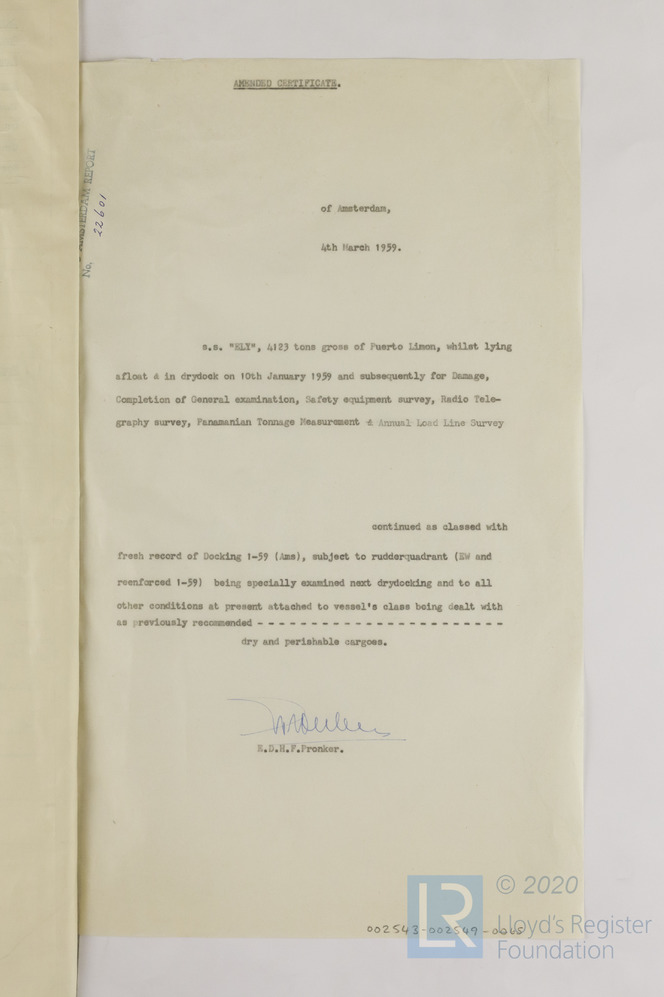 AMENDED CERTIFICATE.
No. AMSTERDAM REPORT
22601
of Amsterdam,
4th March 1959.
s.s. "ELY", 4123 tons gross of Puerto Limon, whilst lying
afloat & in drydock on 10th January 1959 and subsequently for Damage,
Completion of General examination, Safety equipment survey, Radio Tele-
graphy survey, Panamanian Tonnage Measurement & Annual Load Line Survey
continued as classed with
fresh record of Docking 1-59 (Ams), subject to rudderquadrant (EW and
reenforced 1-59) being specially examined next drydocking and to all
other conditions at present attached to vessel's class being dealt with
as previously recommended - - - - - - - - - - - - - - - - - - - - - - -
dry and perishable cargoes.
E.D.H.F.Pronker.
002543-002549-0045
LR
© 2020
Lloyd's Register
Foundation